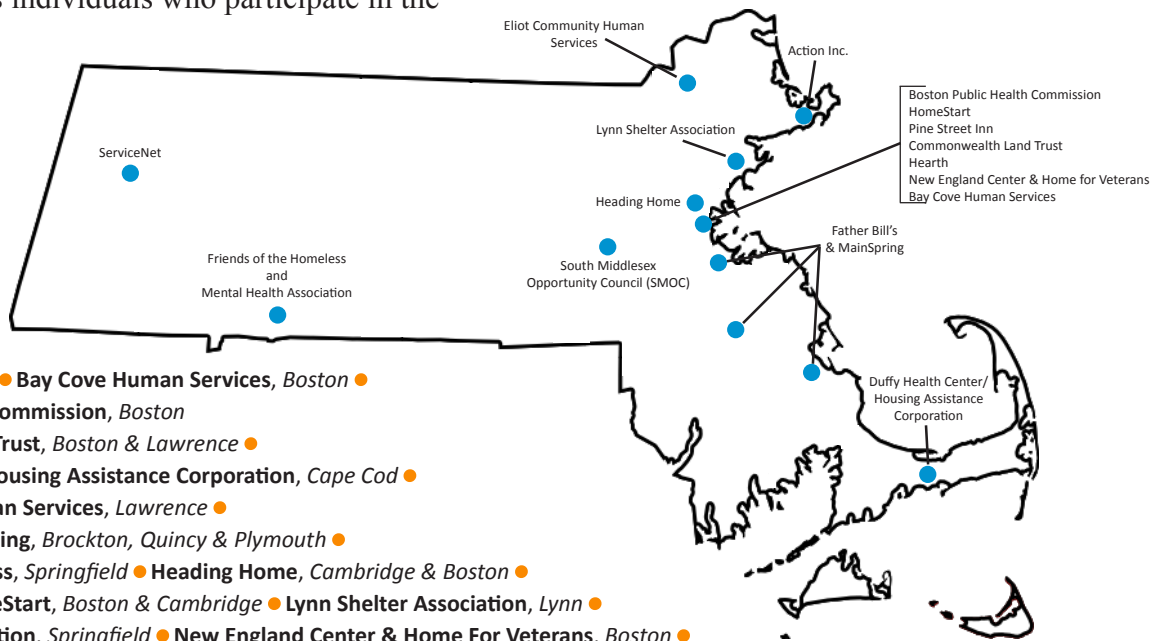 individuals who participate in the
Eliot Community Human
Services
Action Inc.
Boston Public Health Commission
HomeStart
Pine Street Inn
Commonwealth Land Trust
Hearth
New England Center & Home for Veterans
Bay Cove Human Services
Lynn Shelter Association
ServiceNet
Heading Home
Father Bill's
& MainSpring
South Middlesex
Opportunity Council (SMOC)
Friends of the Homeless
and
Mental Health Association
Duffy Health Center/
Housing Assistance
Corporation
● Bay Cove Human Services, Boston ●
ommission, Boston
Trust, Boston & Lawrence ●
ousing Assistance Corporation, Cape Cod ●
an Services, Lawrence ●
ing, Brockton, Quincy & Plymouth ●
ss, Springfield ● Heading Home, Cambridge & Boston ●
eStart, Boston & Cambridge ● Lynn Shelter Association, Lynn ●
tion, Springfield ● New England Center & Home For Veterans, Boston ●